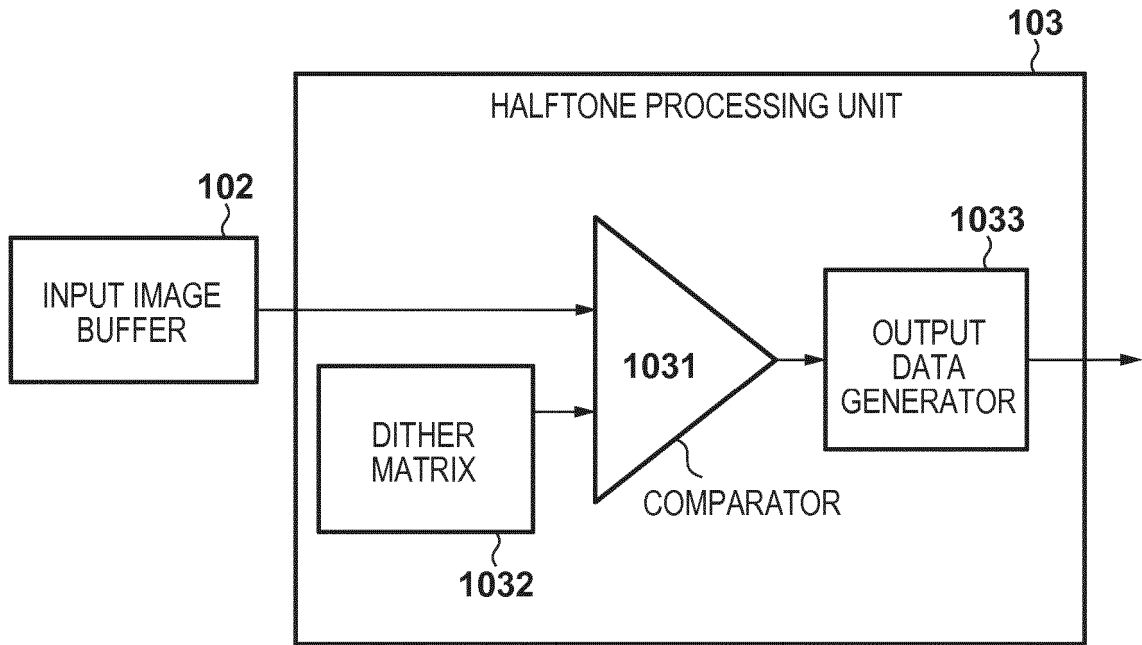 103
HALFTONE PROCESSING UNIT
102
INPUT IMAGE
BUFFER
1033
OUTPUT
DATA
GENERATOR
1031
DITHER
MATRIX
COMPARATOR
1032